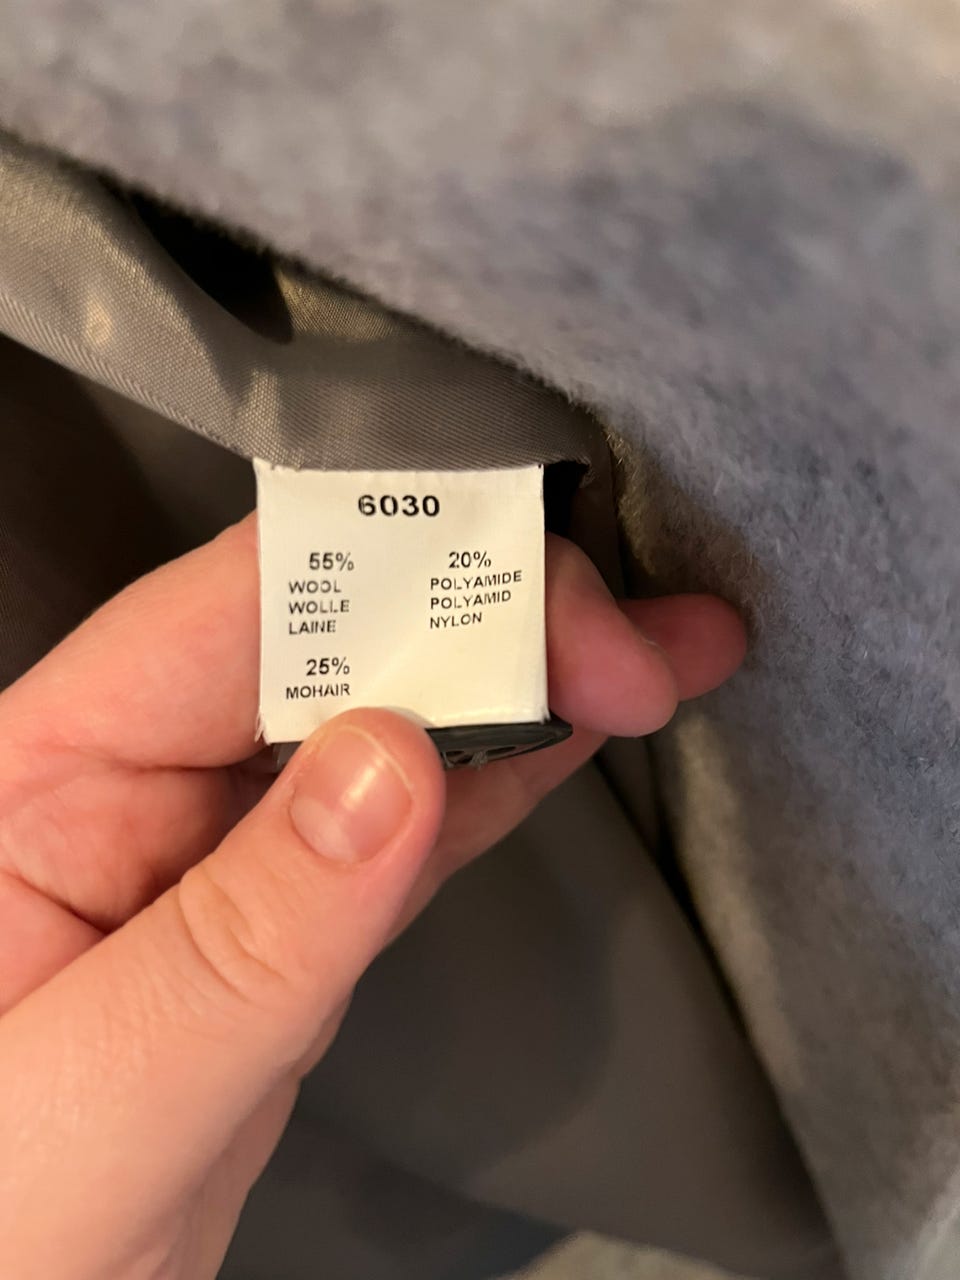 6030
55%
WOOL
WOLLE
LAINE
25%
MOHAIR
20%
POLYAMIDE
POLYAMID
NYLON